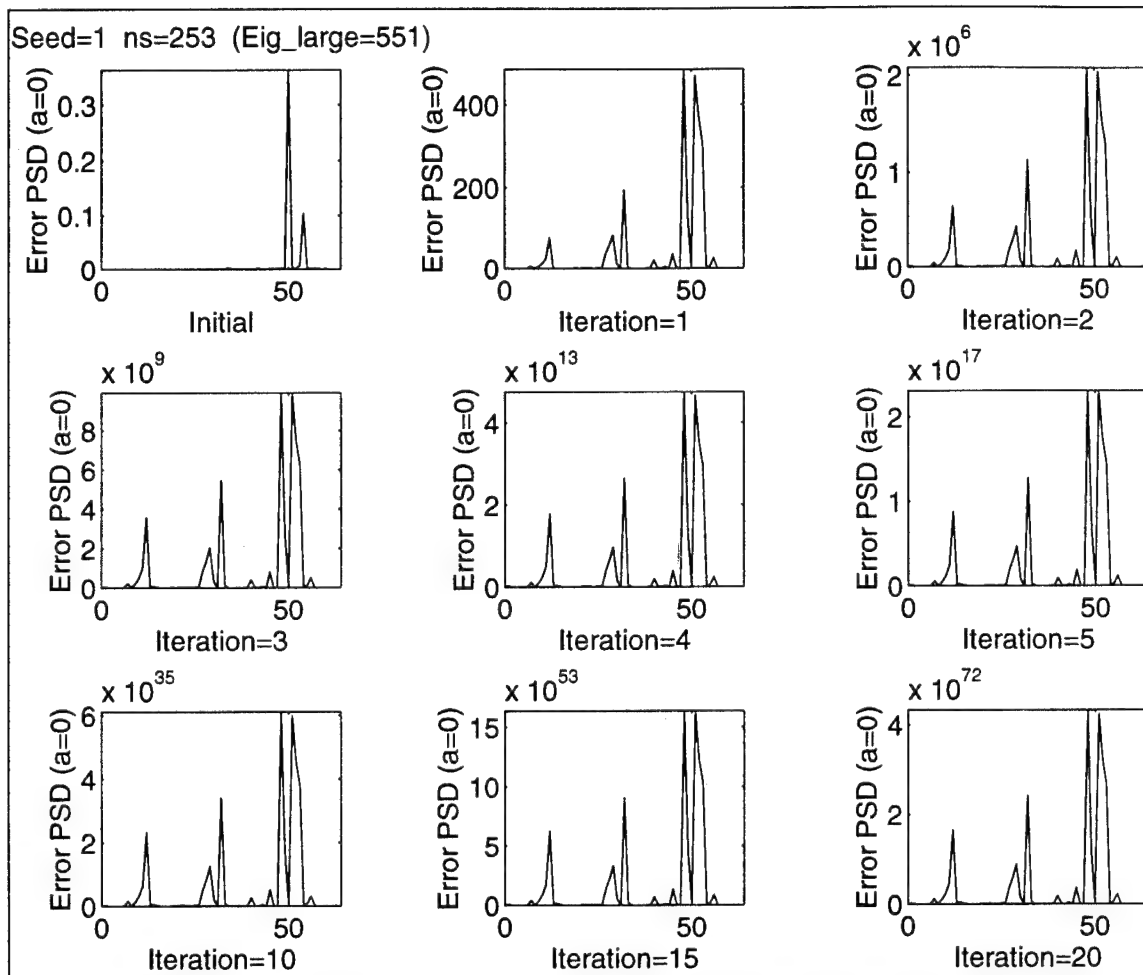 Seed=1 ns=253 (Eig_large=551)
Error PSD (a=0)
0.3
0.2
0.1
0
0 50
Initial
Error PSD (a=0)
400
200
0
0 50
Iteration=1
x 10^6
Error PSD (a=0)
2
1
0
0 50
Iteration=2
x 10^9
Error PSD (a=0)
8
6
4
2
0
0 50
Iteration=3
x 10^13
Error PSD (a=0)
4
2
0
0 50
Iteration=4
x 10^17
Error PSD (a=0)
2
1
0
0 50
Iteration=5
x 10^35
Error PSD (a=0)
6
4
2
0
0 50
Iteration=10
x 10^53
Error PSD (a=0)
15
10
5
0
0 50
Iteration=15
x 10^72
Error PSD (a=0)
4
2
0
0 50
Iteration=20